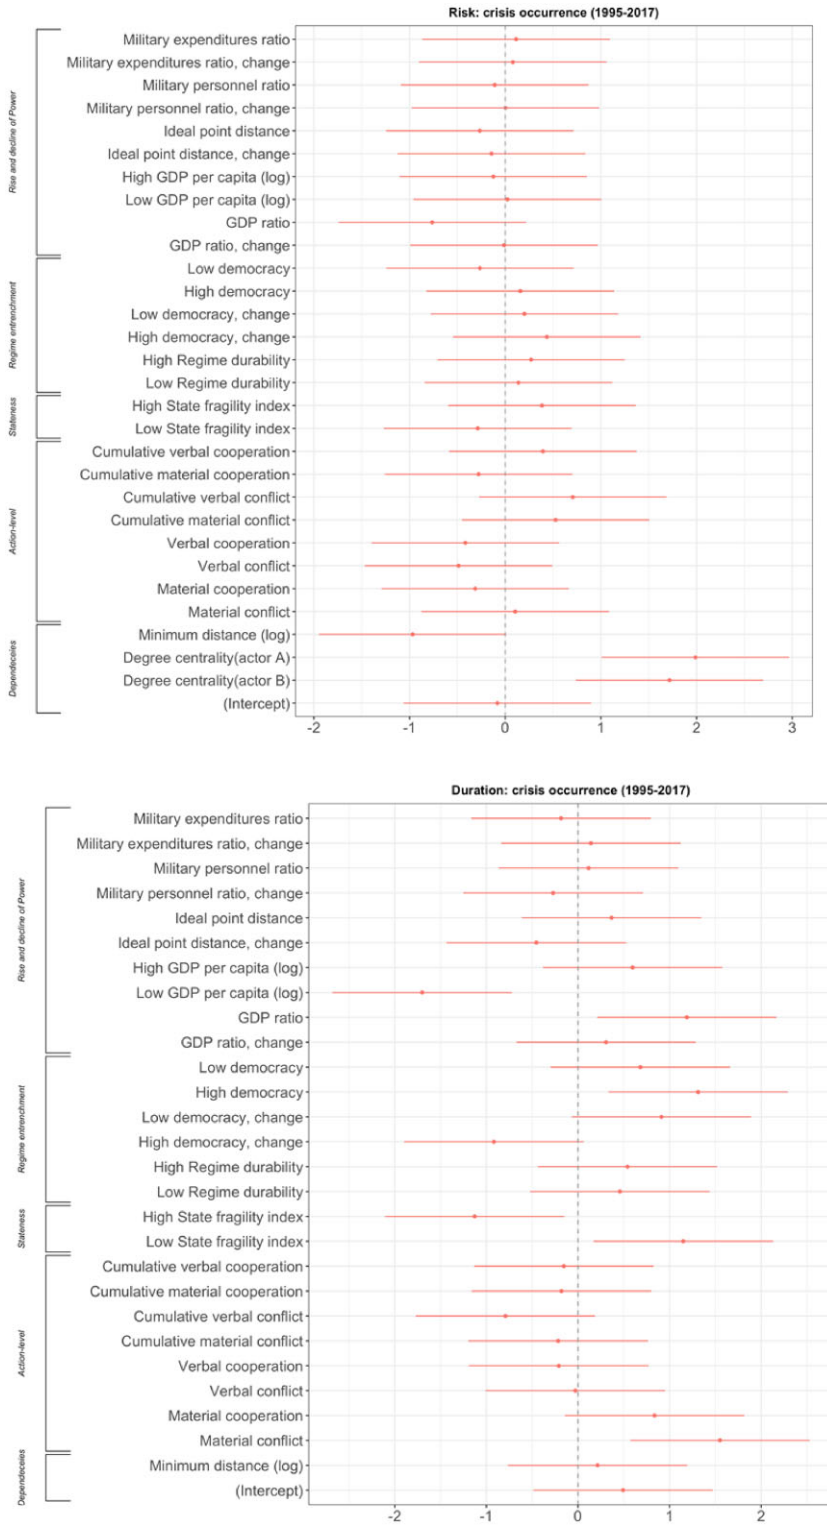 Risk: crisis occurrence (1995-2017)
Rise and decline of Power
Military expenditures ratio
Military expenditures ratio, change
Military personnel ratio
Military personnel ratio, change
Ideal point distance
Ideal point distance, change
High GDP per capita (log)
Low GDP per capita (log)
GDP ratio
GDP ratio, change
Regime entrenchment
Low democracy
High democracy
Low democracy, change
High democracy, change
High Regime durability
Low Regime durability
Stateness
High State fragility index
Low State fragility index
Action-level
Cumulative verbal cooperation
Cumulative material cooperation
Cumulative verbal conflict
Cumulative material conflict
Verbal cooperation
Verbal conflict
Material cooperation
Material conflict
Dependeceies
Minimum distance (log)
Degree centrality(actor A)
Degree centrality(actor B)
(Intercept)
-2 -1 0 1 2 3
Duration: crisis occurrence (1995-2017)
Rise and decline of Power
Military expenditures ratio
Military expenditures ratio, change
Military personnel ratio
Military personnel ratio, change
Ideal point distance
Ideal point distance, change
High GDP per capita (log)
Low GDP per capita (log)
GDP ratio
GDP ratio, change
Regime entrenchment
Low democracy
High democracy
Low democracy, change
High democracy, change
High Regime durability
Low Regime durability
Stateness
High State fragility index
Low State fragility index
Action-level
Cumulative verbal cooperation
Cumulative material cooperation
Cumulative verbal conflict
Cumulative material conflict
Verbal cooperation
Verbal conflict
Material cooperation
Material conflict
Dependeceies
Minimum distance (log)
(Intercept)
-2 -1 0 1 2